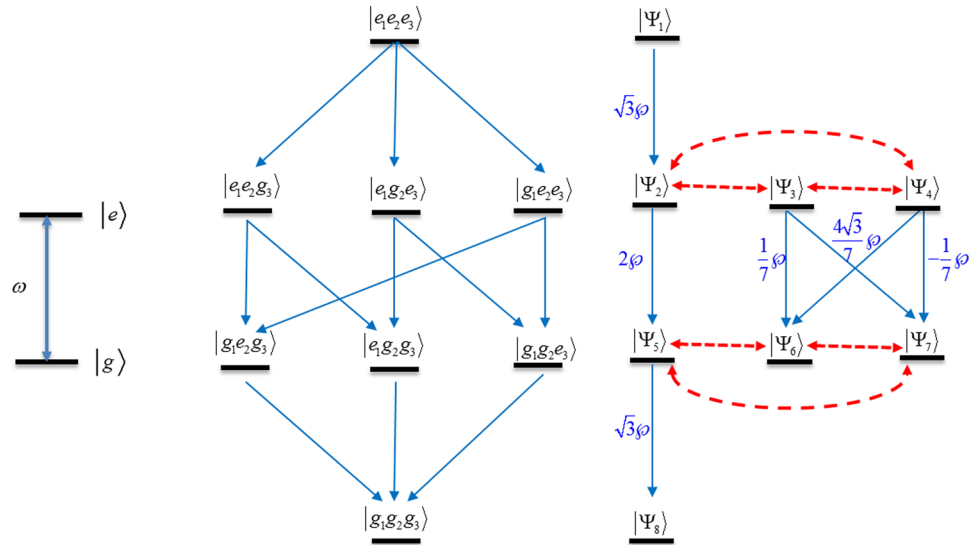 |e₁e₂e₃⟩
|Ψ₁⟩
√3℘
|e₁e₂g₃⟩ |e₁g₂e₃⟩ |g₁e₂e₃⟩
|Ψ₂⟩ |Ψ₃⟩ |Ψ₄⟩
|e⟩
ω
|g⟩
2℘ 1/7℘ 4√3/7℘ -1/7℘
|g₁e₂g₃⟩ |e₁g₂g₃⟩ |g₁g₂e₃⟩
|Ψ₅⟩ |Ψ₆⟩ |Ψ₇⟩
√3℘
|g₁g₂g₃⟩
|Ψ₈⟩